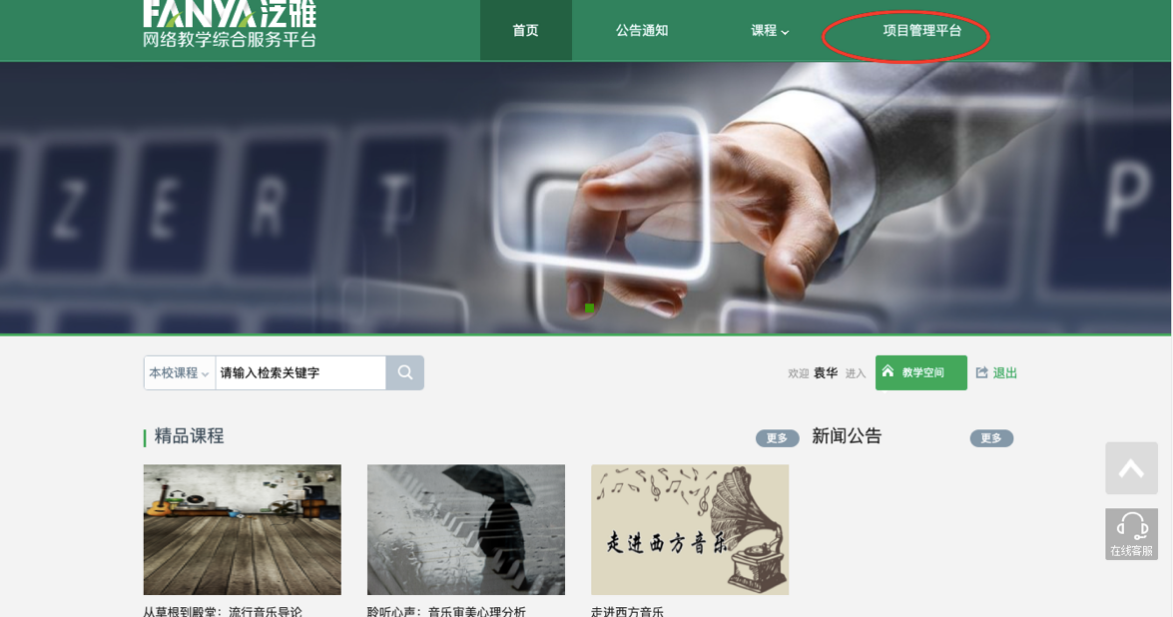 FANYA 泛雅
网络教学综合服务平台
首页 公告通知 课程 项目管理平台
Z E R T U O P
本校课程 请输入检索关键字
欢迎 袁华 进入 教学空间 退出
精品课程 更多 新闻公告 更多
走进西方音乐
在线客服
从草根到殿堂：流行音乐导论 聆听心声：音乐审美心理分析 走进西方音乐